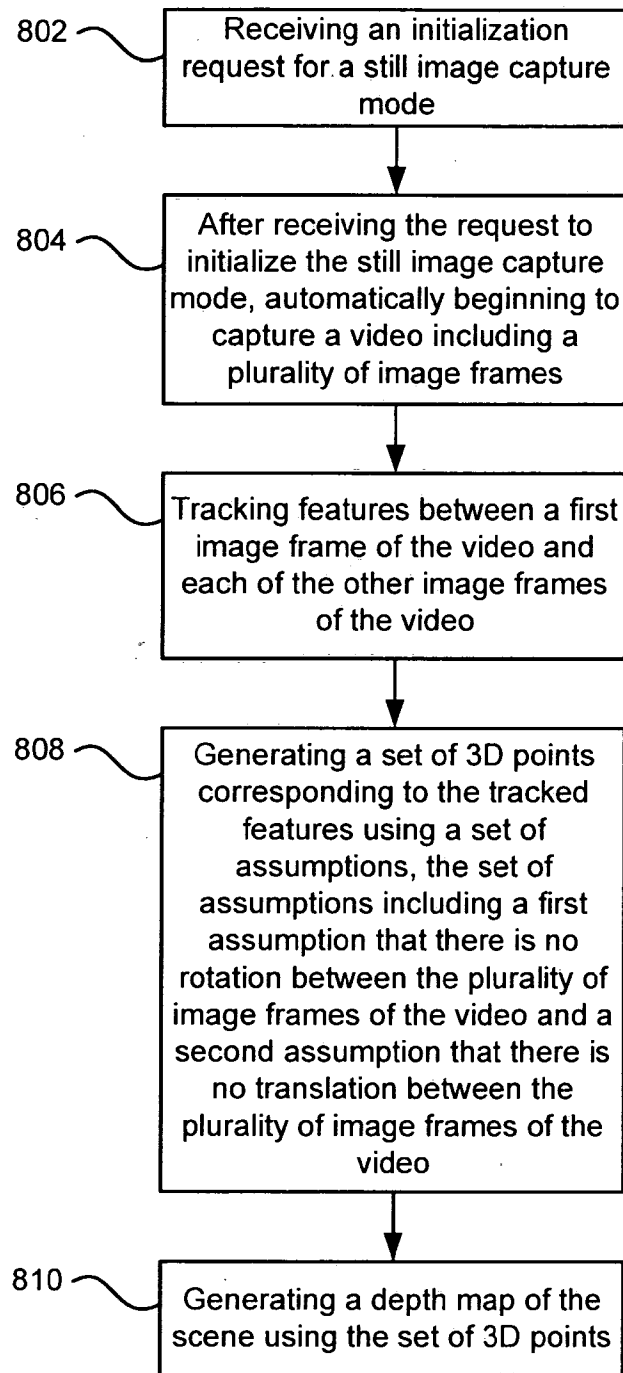 802
Receiving an initialization
request for a still image capture
mode
804
After receiving the request to
initialize the still image capture
mode, automatically beginning to
capture a video including a
plurality of image frames
806
Tracking features between a first
image frame of the video and
each of the other image frames
of the video
808
Generating a set of 3D points
corresponding to the tracked
features using a set of
assumptions, the set of
assumptions including a first
assumption that there is no
rotation between the plurality of
image frames of the video and a
second assumption that there is
no translation between the
plurality of image frames of the
video
810
Generating a depth map of the
scene using the set of 3D points